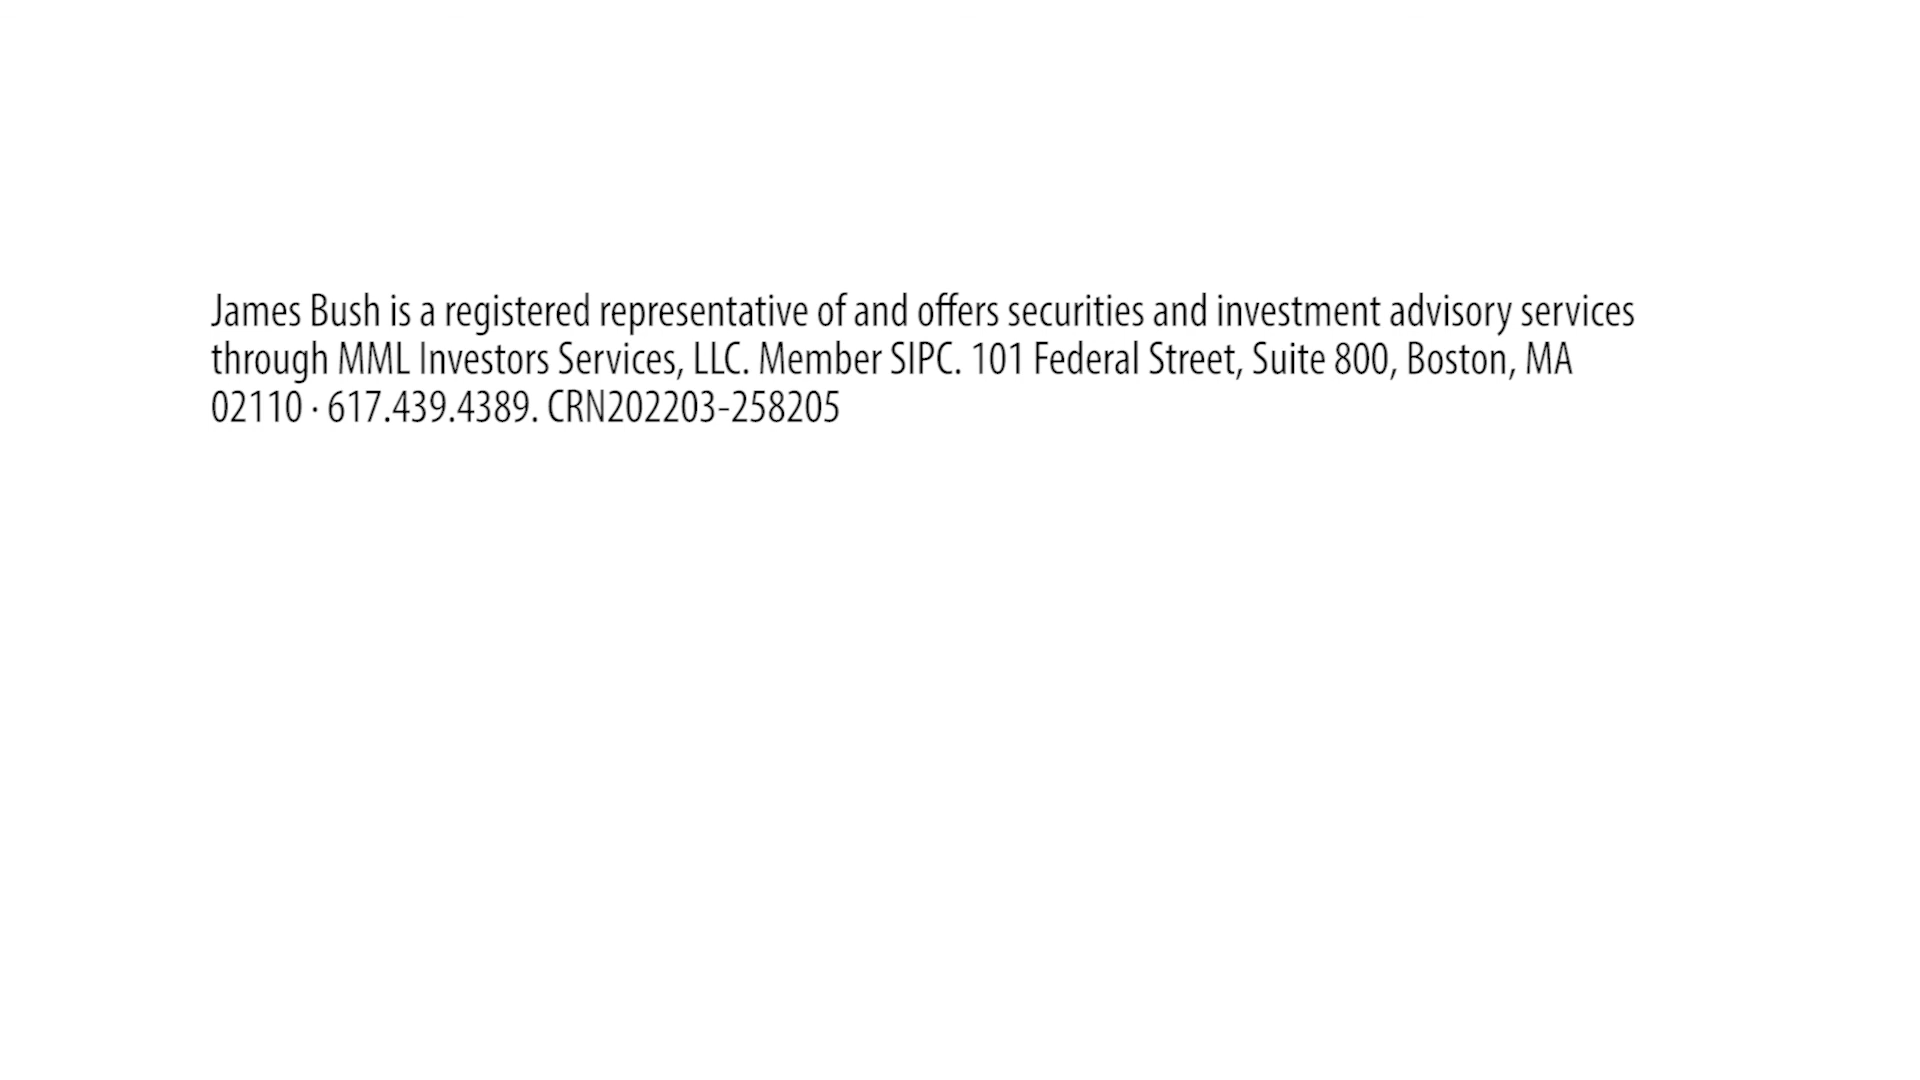 James Bush is a registered representative of and offers securities and investment advisory services
through MML Investors Services, LLC. Member SIPC. 101 Federal Street, Suite 800, Boston, MA
02110 · 617.439.4389. CRN202203-258205